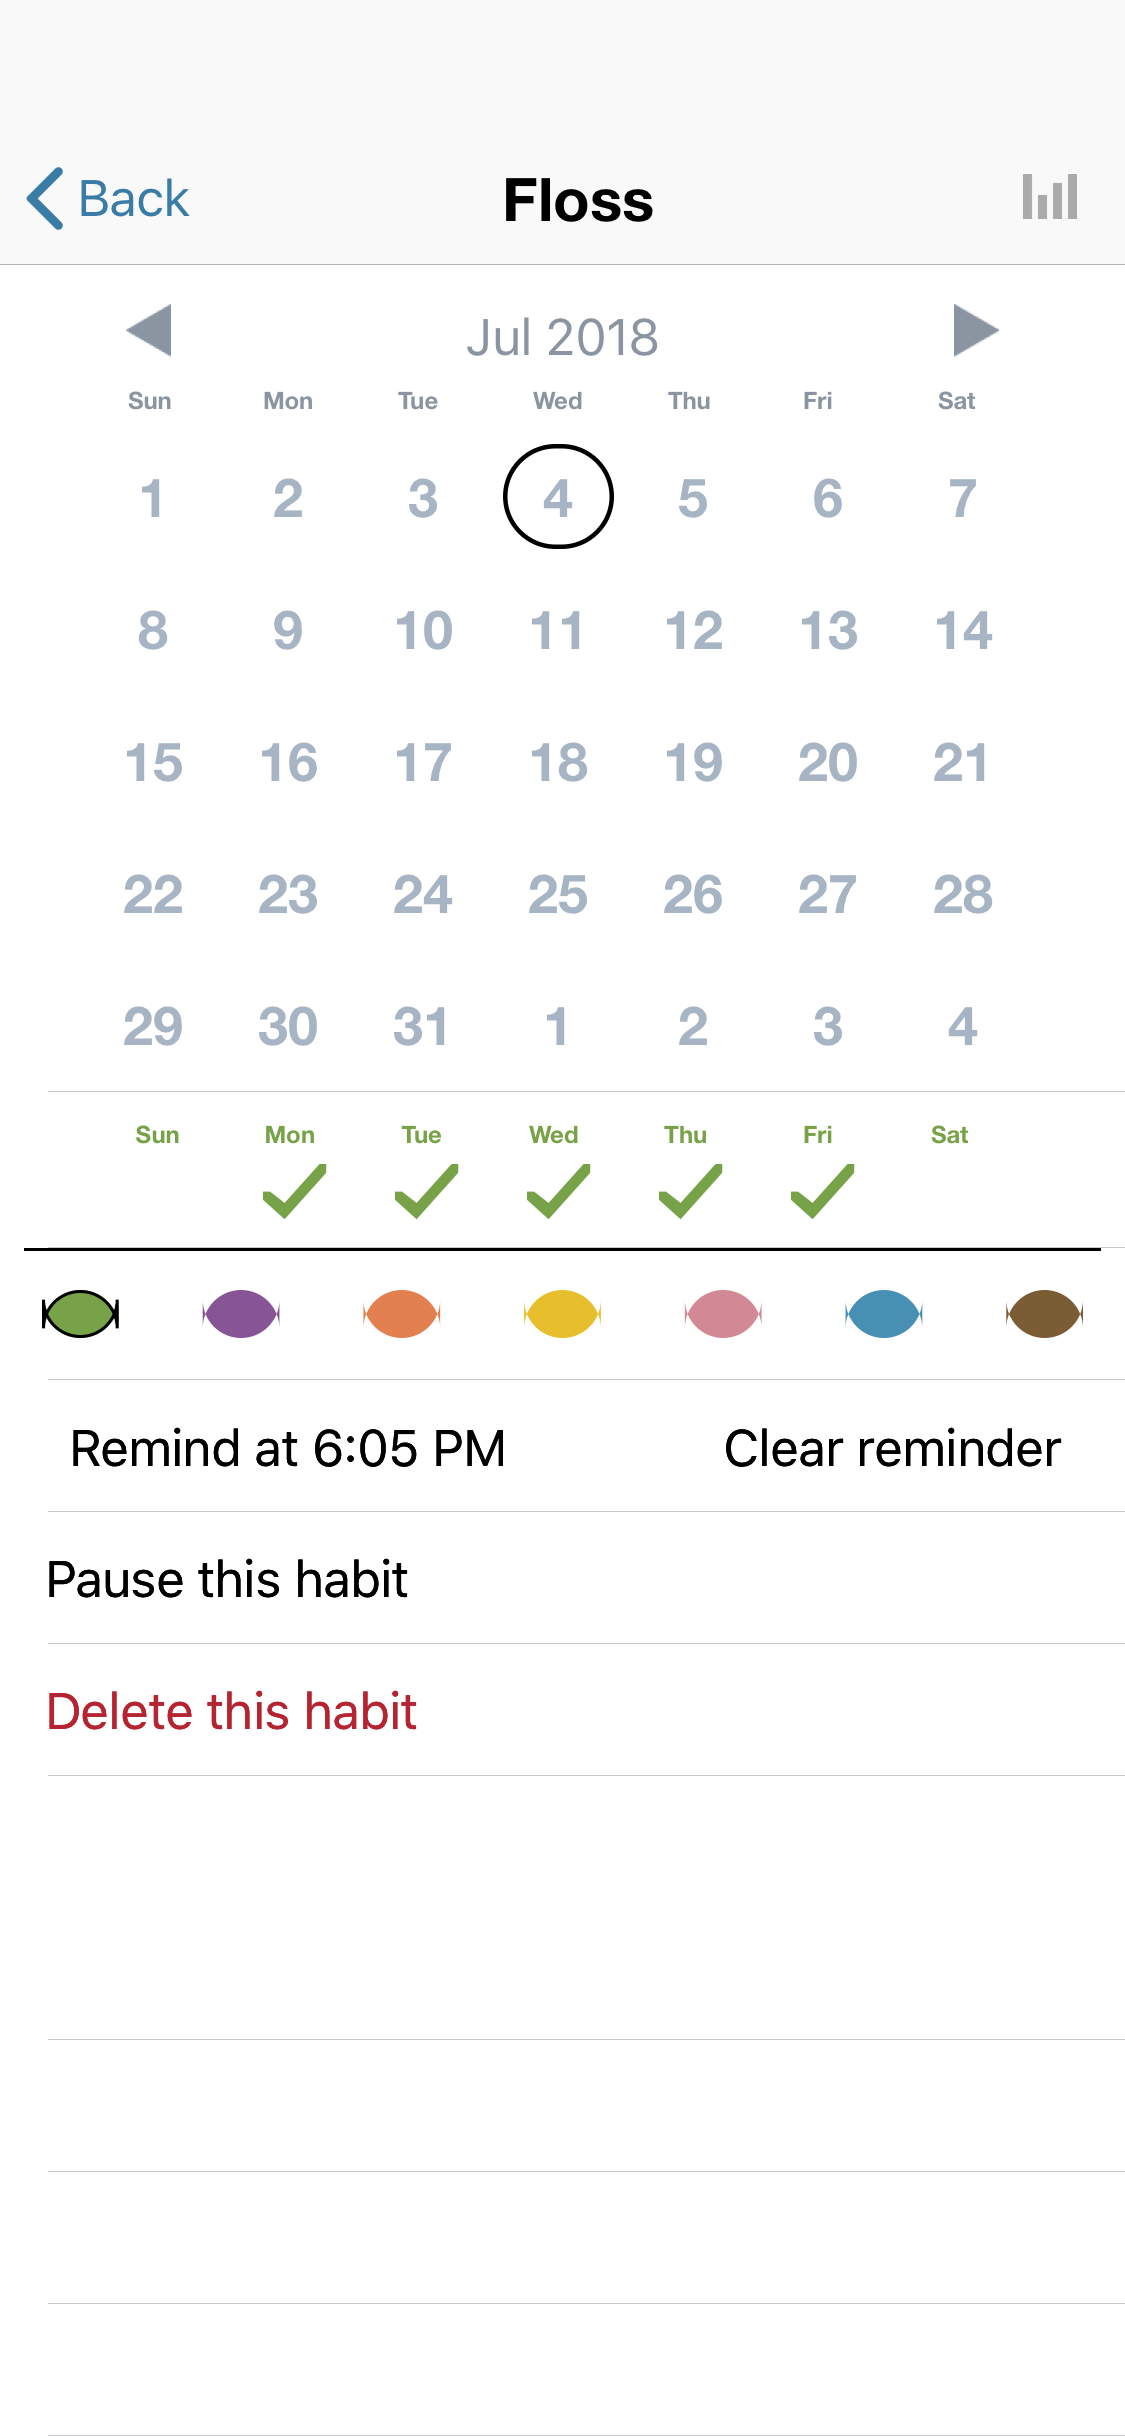 Back Floss
Jul 2018
Sun Mon Tue Wed Thu Fri Sat
1 2 3 4 5 6 7
8 9 10 11 12 13 14
15 16 17 18 19 20 21
22 23 24 25 26 27 28
29 30 31 1 2 3 4
Sun Mon Tue Wed Thu Fri Sat
Remind at 6:05 PM Clear reminder
Pause this habit
Delete this habit